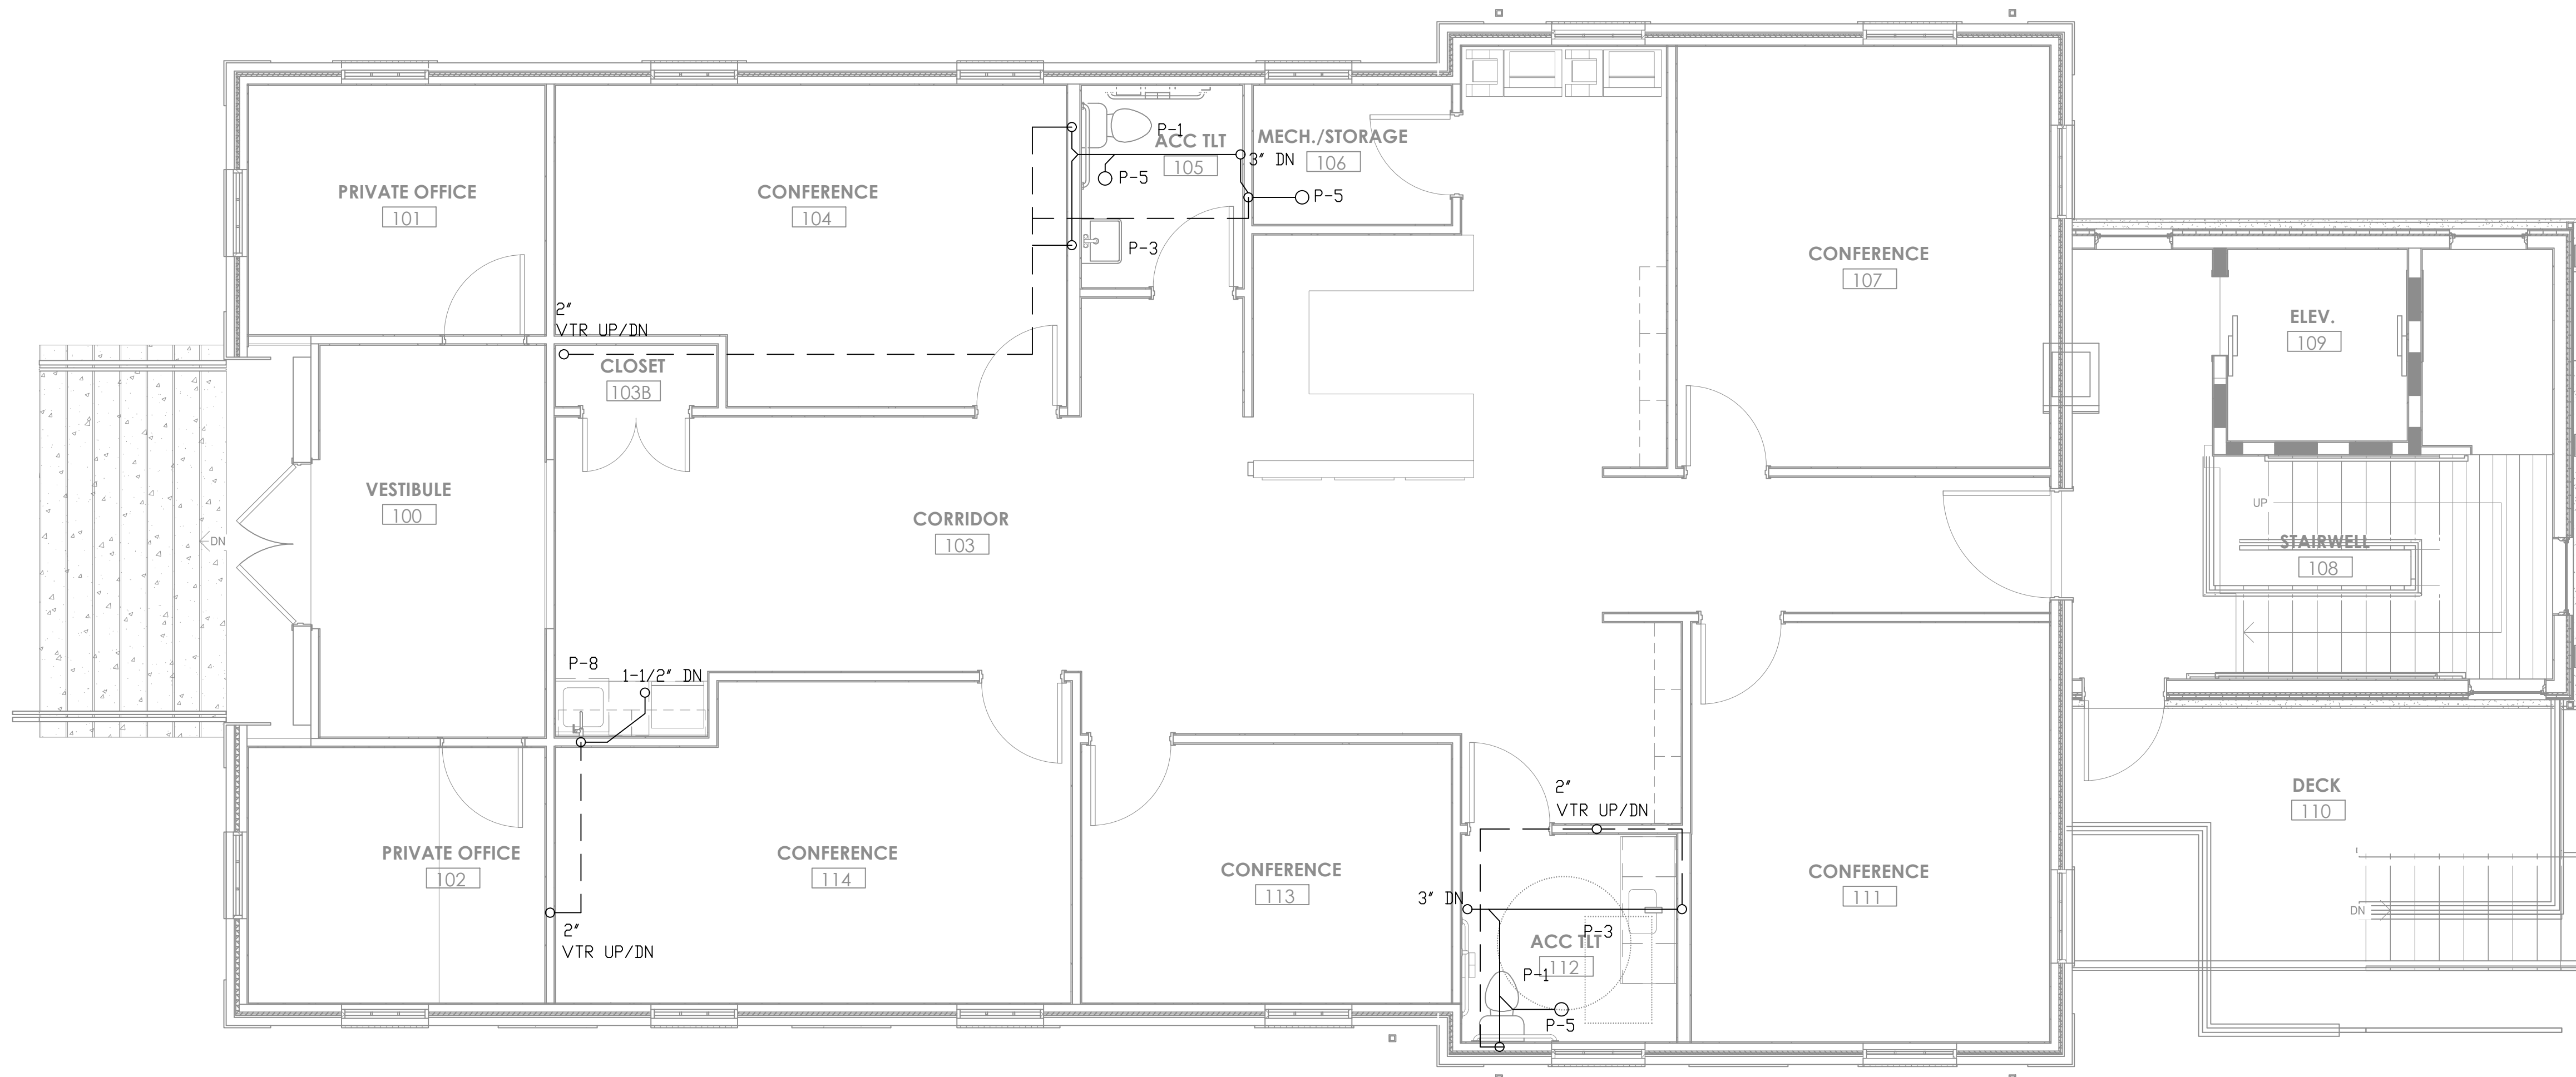 P-1
ACC TLT
105
MECH./STORAGE
106
3" DN
P-5
P-5
PRIVATE OFFICE
101
CONFERENCE
104
P-3
CONFERENCE
107
2"
VTR UP/DN
CLOSET
103B
ELEV.
109
VESTIBULE
100
DN
CORRIDOR
103
UP
STAIRWELL
108
P-8
1-1/2" DN
2"
VTR UP/DN
DECK
110
PRIVATE OFFICE
102
CONFERENCE
114
CONFERENCE
113
CONFERENCE
111
3" DN
P-3
ACC TLT
112
P-1
P-5
2"
VTR UP/DN
DN